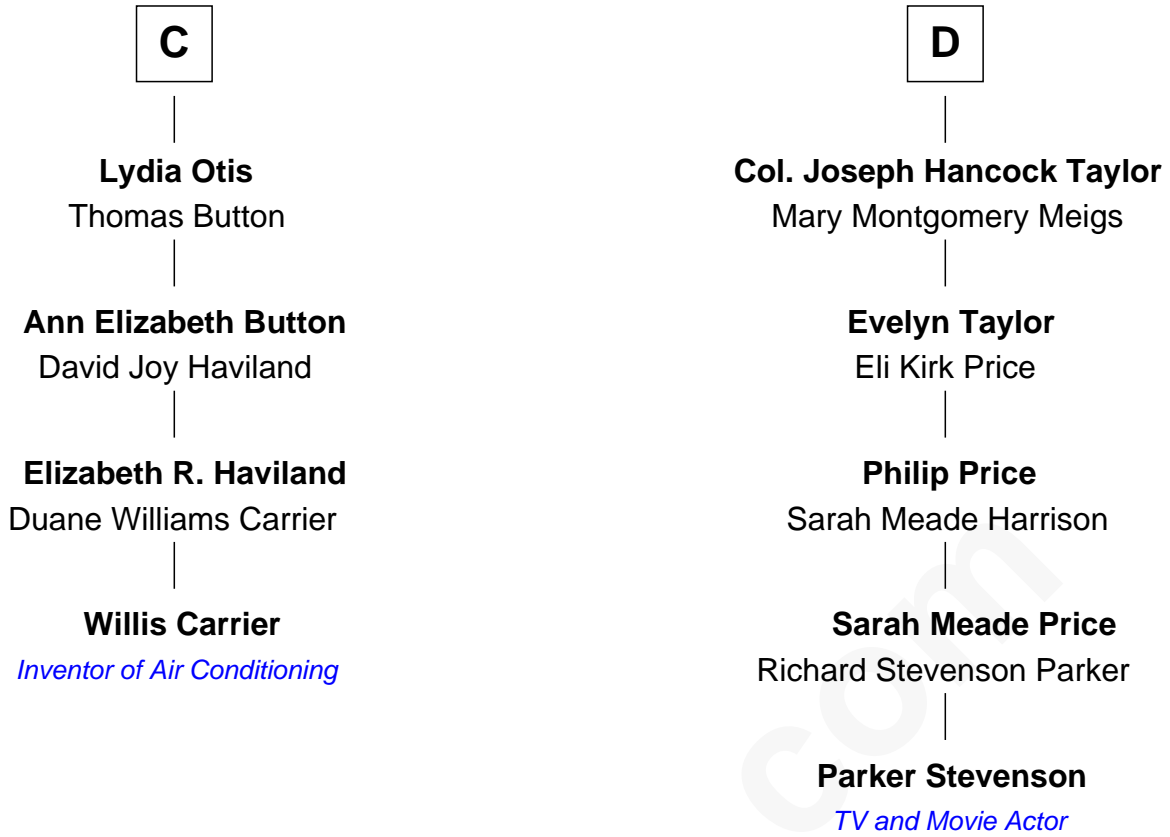 C
Lydia Otis
Thomas Button
Ann Elizabeth Button
David Joy Haviland
Elizabeth R. Haviland
Duane Williams Carrier
Willis Carrier
Inventor of Air Conditioning
D
Col. Joseph Hancock Taylor
Mary Montgomery Meigs
Evelyn Taylor
Eli Kirk Price
Philip Price
Sarah Meade Harrison
Sarah Meade Price
Richard Stevenson Parker
Parker Stevenson
TV and Movie Actor
com